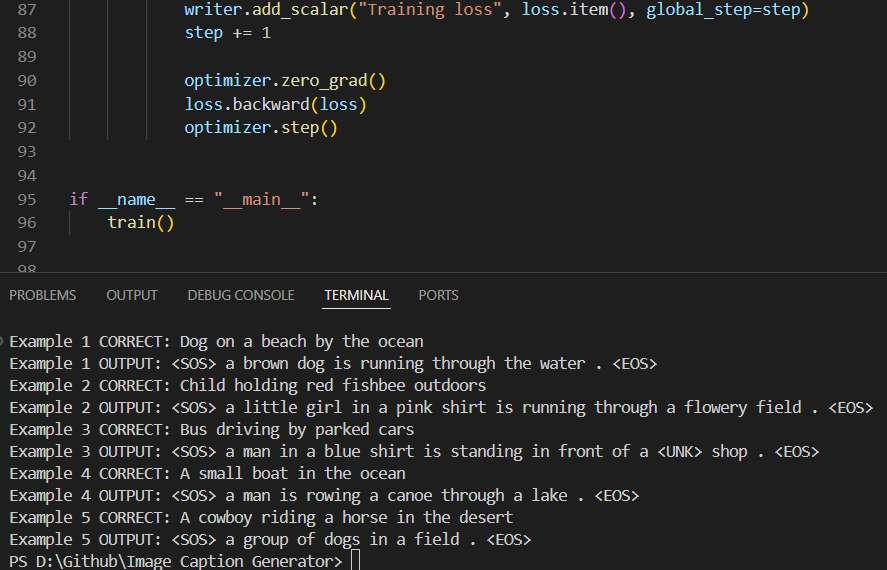 87 writer.add_scalar("Training loss", loss.item(), global_step=step)
88 step += 1
89
90 optimizer.zero_grad()
91 loss.backward(loss)
92 optimizer.step()
93
94
95 if __name__ == "__main__":
96 train()
97
98
PROBLEMS OUTPUT DEBUG CONSOLE TERMINAL PORTS
Example 1 CORRECT: Dog on a beach by the ocean
Example 1 OUTPUT: <SOS> a brown dog is running through the water . <EOS>
Example 2 CORRECT: Child holding red fishbee outdoors
Example 2 OUTPUT: <SOS> a little girl in a pink shirt is running through a flowery field . <EOS>
Example 3 CORRECT: Bus driving by parked cars
Example 3 OUTPUT: <SOS> a man in a blue shirt is standing in front of a <UNK> shop . <EOS>
Example 4 CORRECT: A small boat in the ocean
Example 4 OUTPUT: <SOS> a man is rowing a canoe through a lake . <EOS>
Example 5 CORRECT: A cowboy riding a horse in the desert
Example 5 OUTPUT: <SOS> a group of dogs in a field . <EOS>
PS D:\Github\Image Caption Generator>